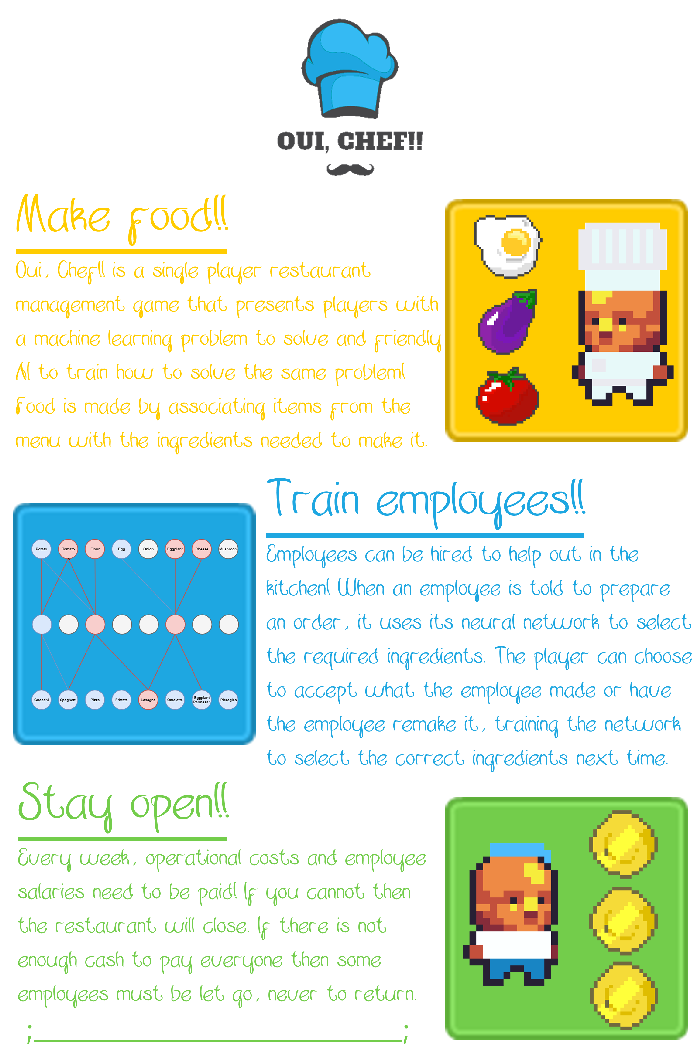 OUI, CHEF!!
Make food!!
Oui, Chef!! is a single player restaurant
management game that presents players with
a machine learning problem to solve and friendly
AI to train how to solve the same problem!
Food is made by associating items from the
menu with the ingredients needed to make it.
Train employees!!
Employees can be hired to help out in the
kitchen! When an employee is told to prepare
an order, it uses its neural network to select
the required ingredients. The player can choose
to accept what the employee made or have
the employee remake it, training the network
to select the correct ingredients next time.
Tomato Egg Onion Eggplant
Lasagna
Stay open!!
Every week, operational costs and employee
salaries need to be paid! If you cannot then
the restaurant will close. If there is not
enough cash to pay everyone then some
employees must be let go, never to return.